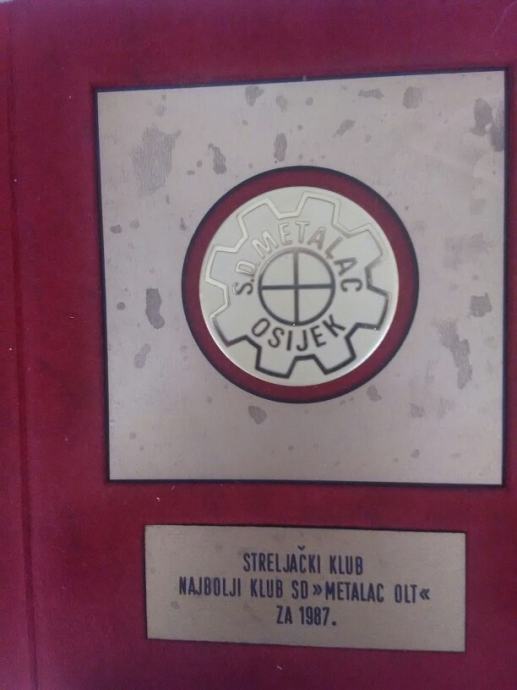 Š.D. METALAC
OSIJEK
STRELJAČKI KLUB
NAJBOLJI KLUB SD »METALAC OLT«
ZA 1987.